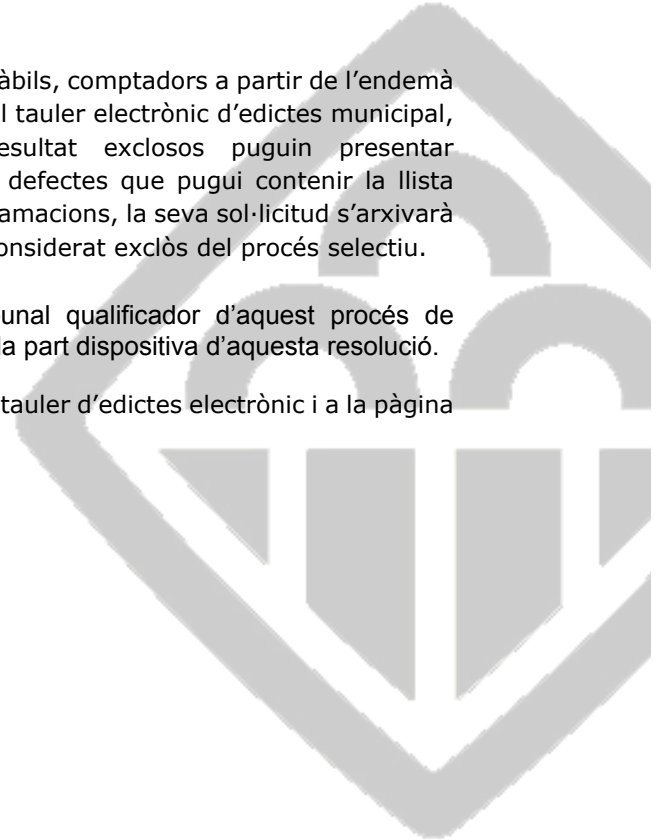 àbils, comptadors a partir de l’endemà
l tauler electrònic d’edictes municipal,
esultat exclosos puguin presentar
defectes que pugui contenir la llista
amacions, la seva sol·licitud s’arxivarà
onsiderat exclòs del procés selectiu.
unal qualificador d’aquest procés de
la part dispositiva d’aquesta resolució.
tauler d’edictes electrònic i a la pàgina